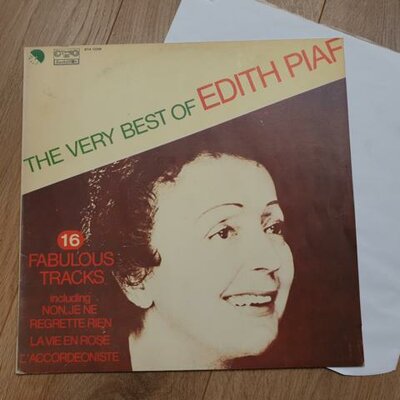 THE VERY BEST OF EDITH PIAF
16
FABULOUS
TRACKS
including
NON, JE NE
REGRETTE RIEN
LA VIE EN ROSE
L'ACCORDEONISTE